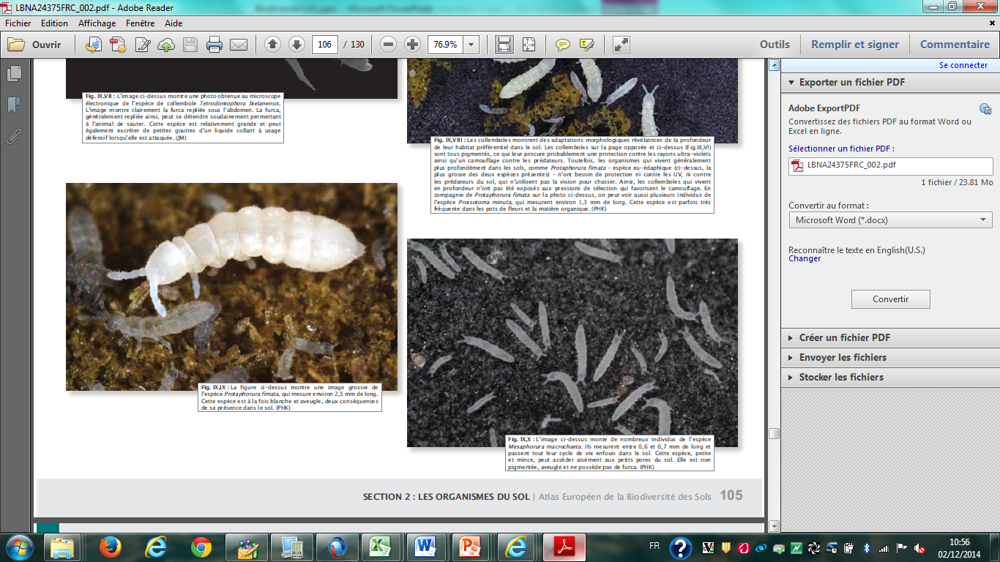 LBNA24375FRC_002.pdf - Adobe Reader
Fichier Edition Affichage Fenêtre Aide
Ouvrir 106 / 130 76.9% Outils Remplir et signer Commentaire
Fig. IX,VII : L'image ci-dessus montre une photo obtenue au microscope
électronique de l'espèce de collembole Tetrodontophora bielanensis.
L'image montre clairement la furca repliée sous l'abdomen. La furca,
généralement repliée ainsi, peut se détendre soudainement permettant
à l'animal de sauter. Cette espèce est relativement grande et peut
également excréter de petites gouttes d'un liquide collant à usage
défensif lorsqu'elle est attaquée. (JM)
Fig. IX,VIII : Les collemboles montrent des adaptations morphologiques révélatrices de la profondeur
de leur habitat préférentiel dans le sol. Les collemboles sur la page opposée et ci-dessus (Fig.IX,VI)
sont tous pigmentés, ce qui leur procure probablement une protection contre les rayons ultra-violets
ainsi qu'un camouflage contre les prédateurs. Toutefois, les organismes qui vivent généralement
plus profondément dans les sols, comme Protaphorura fimata – espèce eu-édaphique (ci-dessus, la
plus grosse des deux espèces présentes) – n'ont besoin de protection ni contre les UV, ni contre
les prédateurs du sol, qui n'utilisent pas la vision pour chasser. Ainsi, les collemboles qui vivent
en profondeur n'ont pas été exposés aux pressions de sélection qui favorisent le camouflage. En
compagnie de Protaphorura fimata sur la photo ci-dessus, on peut voir aussi plusieurs individus de
l'espèce Proisotoma minuta, qui mesurent environ 1,3 mm de long. Cette espèce est parfois très
fréquente dans les pots de fleurs et la matière organique. (PHK)
Fig. IX,IX : La figure ci-dessus montre une image grossie de
l'espèce Protaphorura fimata, qui mesure environ 2,5 mm de long.
Cette espèce est à la fois blanche et aveugle, deux conséquences
de sa présence dans le sol. (PHK)
Fig. IX,X : L'image ci-dessus monte de nombreux individus de l'espèce
Mesaphorura macrochaeta. Ils mesurent entre 0,6 et 0,7 mm de long et
passent tout leur cycle de vie enfouis dans le sol. Cette espèce, petite
et mince, peut accéder aisément aux petits pores du sol. Elle est non
pigmentée, aveugle et ne possède pas de furca. (PHK)
SECTION 2 : LES ORGANISMES DU SOL | Atlas Européen de la Biodiversité des Sols 105
Se connecter
Exporter un fichier PDF
Adobe ExportPDF
Convertissez des fichiers PDF au format Word ou
Excel en ligne.
Sélectionner un fichier PDF :
LBNA24375FRC_002.pdf
1 fichier / 23.81 Mo
Convertir au format :
Microsoft Word (*.docx)
Reconnaître le texte en English(U.S.)
Changer
Convertir
Créer un fichier PDF
Envoyer les fichiers
Stocker les fichiers
FR
10:56
02/12/2014